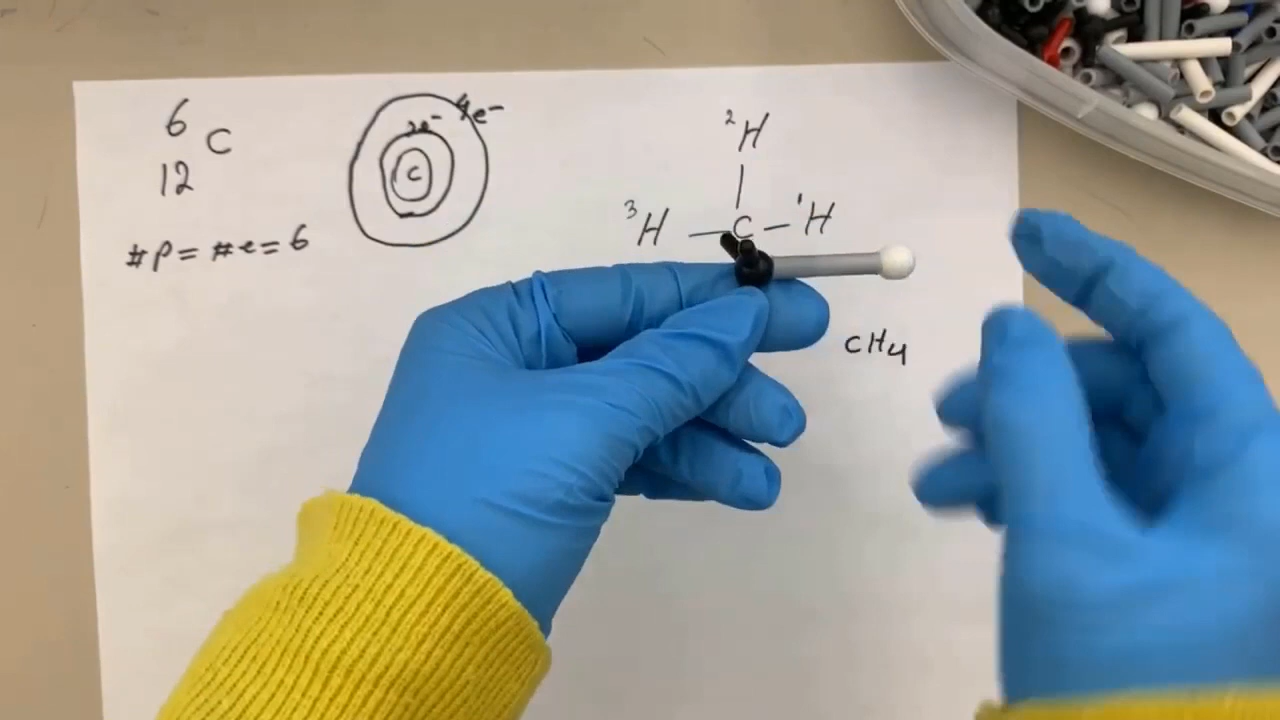 6
C
12
#p= #e= 6
2e-
4e-
C
²H
³H — C — ¹H
CH4